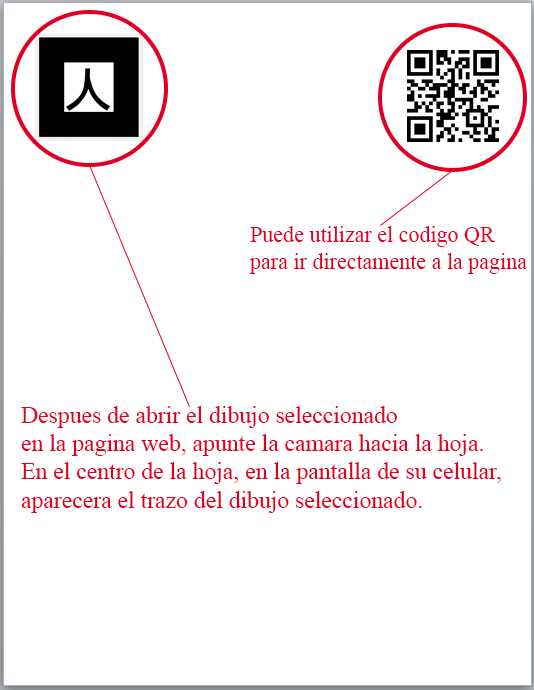 人
Puede utilizar el codigo QR
para ir directamente a la pagina
Despues de abrir el dibujo seleccionado
en la pagina web, apunte la camara hacia la hoja.
En el centro de la hoja, en la pantalla de su celular,
aparecera el trazo del dibujo seleccionado.